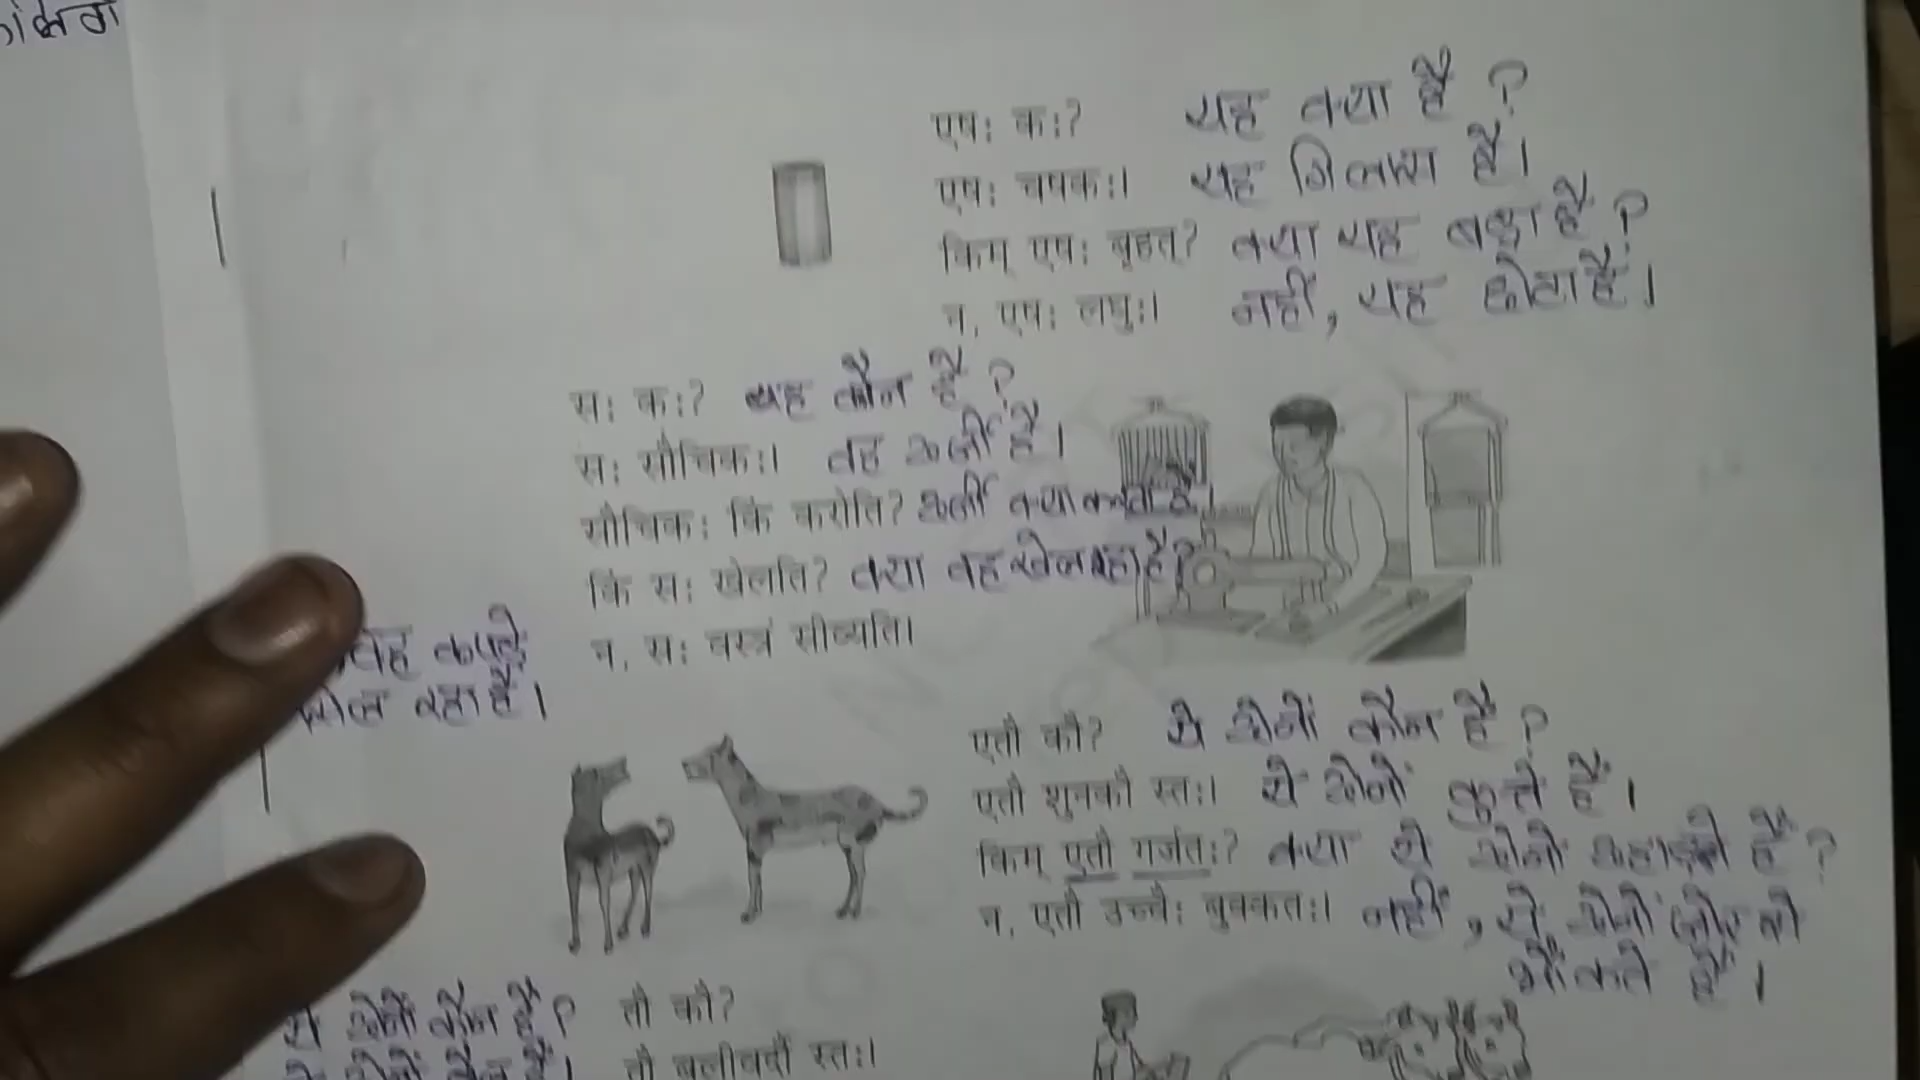 एषः कः? यह क्या है ?
एषः चषकः। यह गिलास है।
किम् एषः बृहत्? क्या यह बड़ा है ?
न, एषः लघुः। नहीं, यह छोटा है।
सः कः? वह कौन है ?
सः सौचिकः। वह दर्जी है।
सौचिकः किं करोति? दर्जी क्या करता है।
किं सः खेलति? क्या वह खेल रहा है?
न, सः वस्त्रं सीव्यति।
वह कपड़े
सिल रहा है।
एतौ कौ? ये दोनों कौन हैं ?
एतौ शुनकौ स्तः। ये दोनों कुत्ते हैं।
किम् एतौ गर्जतः? क्या ये दोनों दहाड़ते हैं ?
न, एतौ उच्चैः बुक्कतः। नहीं, ये दोनों जोर से
भौंकते हैं।
ये दोनों कौन हैं? तौ कौ?
तौ बलीवर्दौ स्तः।